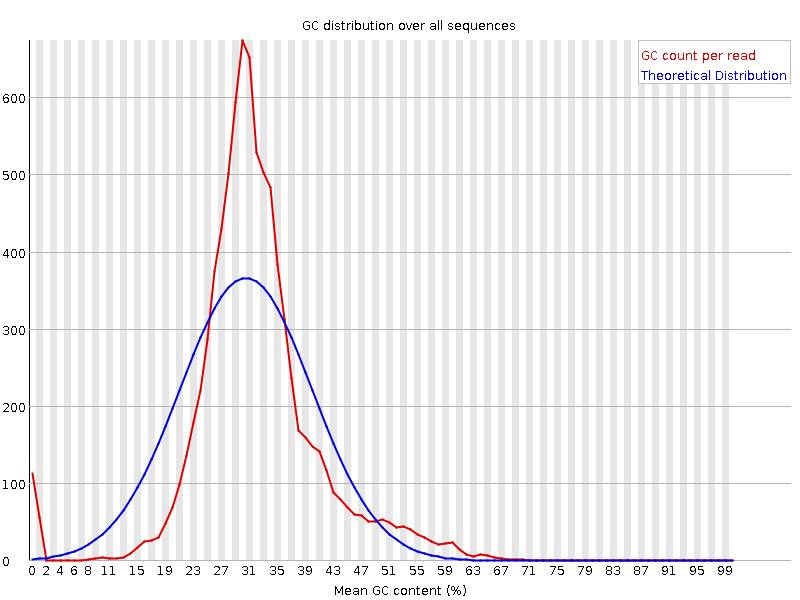 GC distribution over all sequences
GC count per read
Theoretical Distribution
600
500
400
300
200
100
0
0 2 4 6 8 11 15 19 23 27 31 35 39 43 47 51 55 59 63 67 71 75 79 83 87 91 95 99
Mean GC content (%)